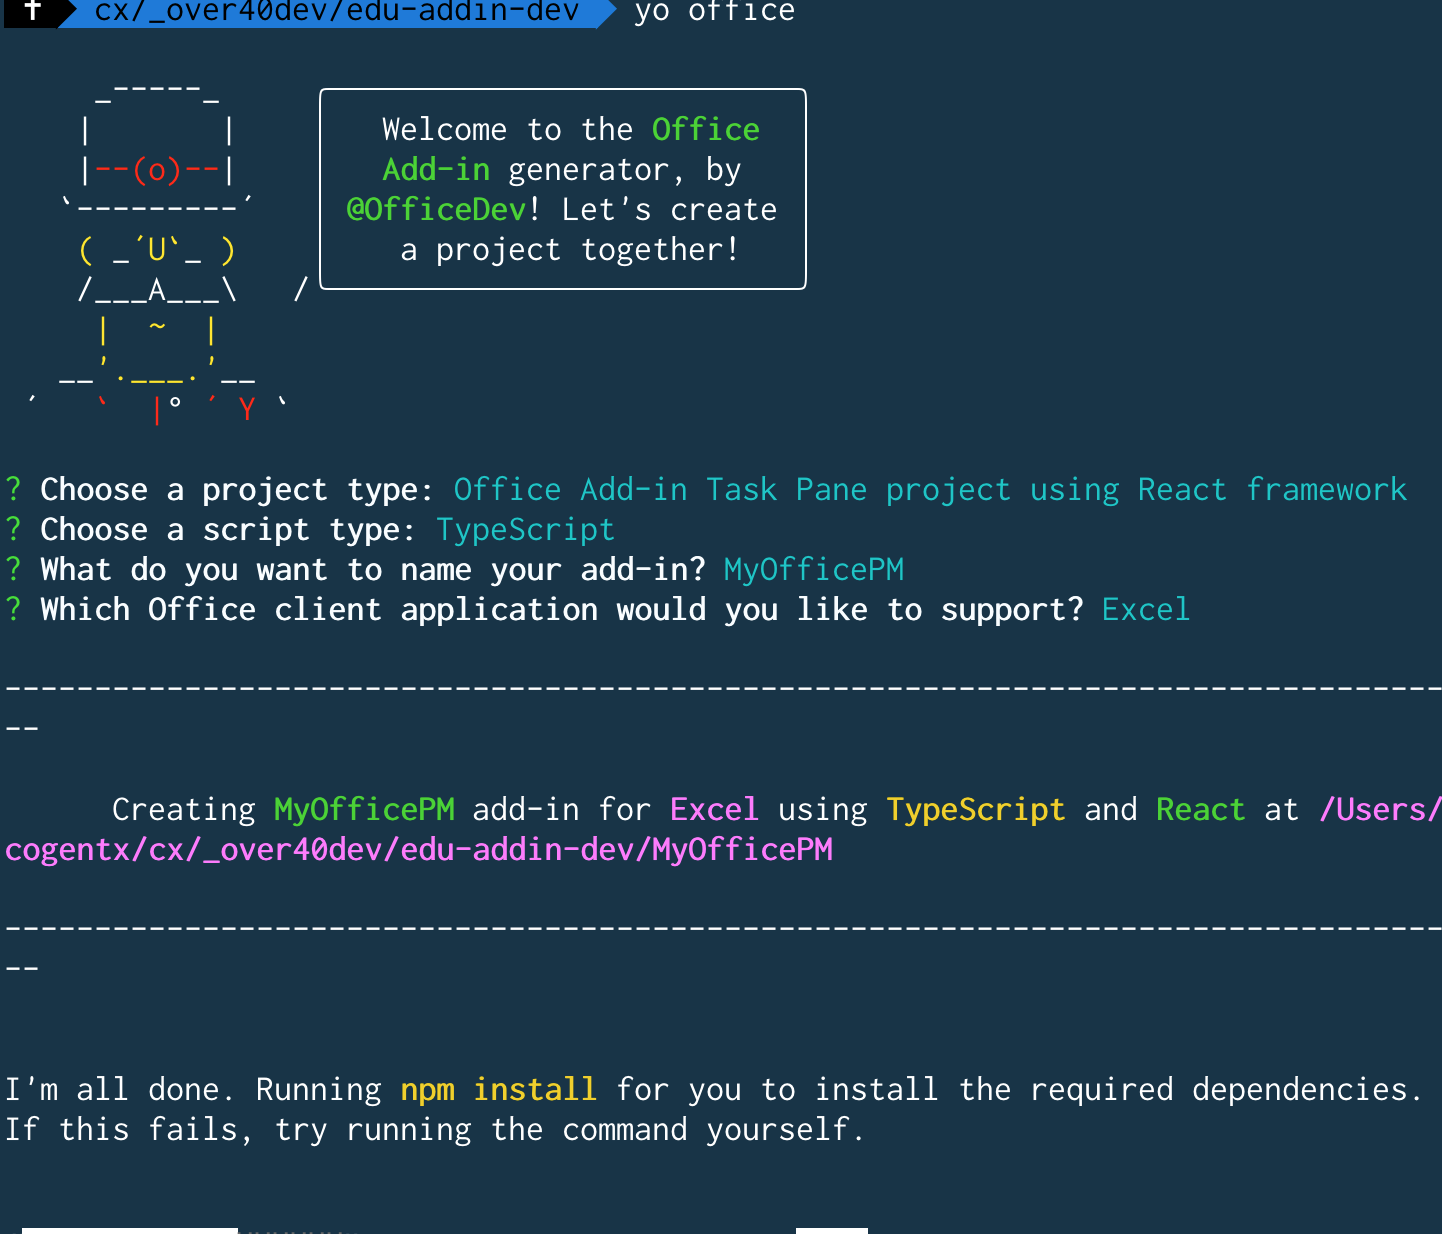 ✝ cx/_over40dev/edu-addin-dev yo office
     _-----_
    |       |
    |--(o)--|
   `---------´
    ( _´U`_ )
    /___A___\   /
     |  ~  |
   __'.___.'__
 ´   `  |° ´ Y `
Welcome to the Office
Add-in generator, by
@OfficeDev! Let's create
a project together!
? Choose a project type: Office Add-in Task Pane project using React framework
? Choose a script type: TypeScript
? What do you want to name your add-in? MyOfficePM
? Which Office client application would you like to support? Excel
--------------------------------------------------------------------------------
--
Creating MyOfficePM add-in for Excel using TypeScript and React at /Users/
cogentx/cx/_over40dev/edu-addin-dev/MyOfficePM
--------------------------------------------------------------------------------
--
I'm all done. Running npm install for you to install the required dependencies.
If this fails, try running the command yourself.